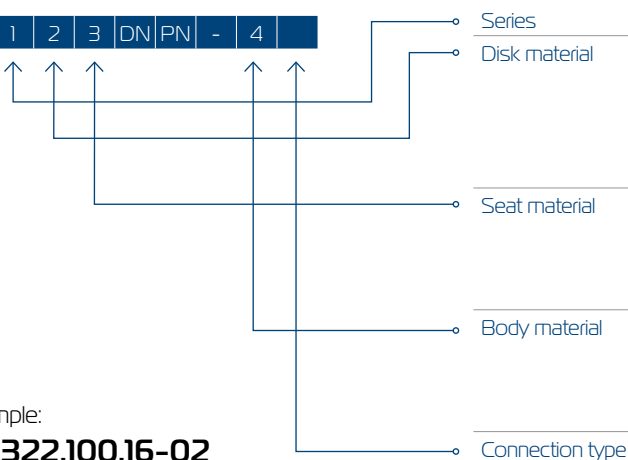 1 2 3 DN PN - 4
Series
Disk material
Seat material
Body material
mple:
322.100.16-02
Connection type